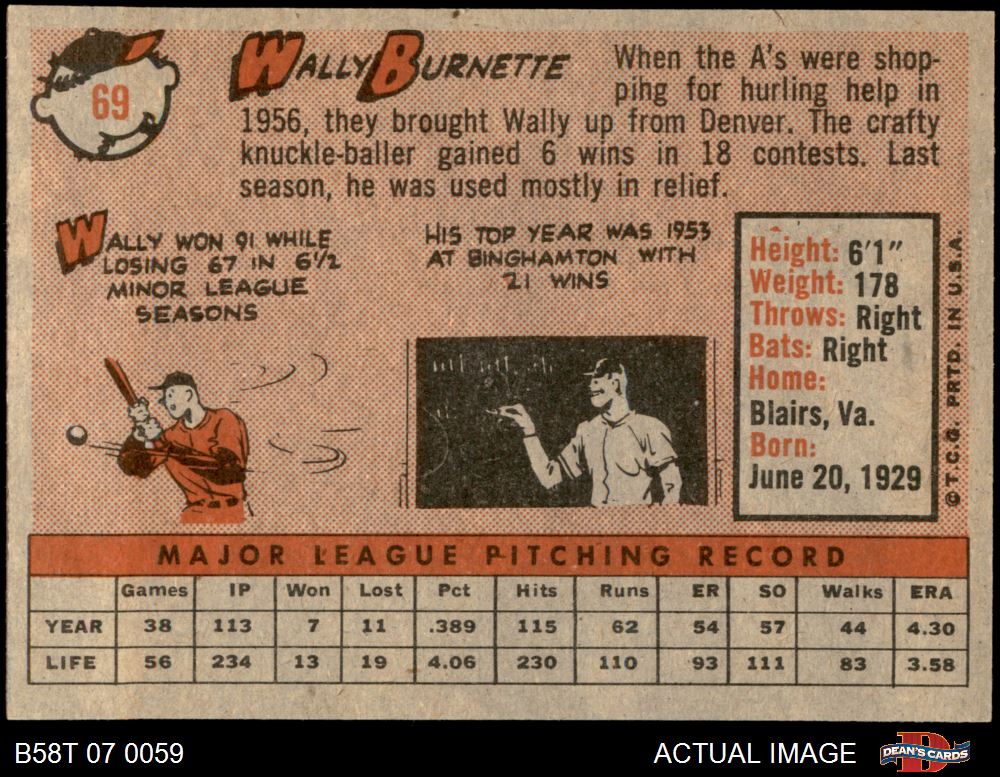 69
WALLY BURNETTE
When the A's were shop-
pihg for hurling help in
1956, they brought Wally up from Denver. The crafty
knuckle-baller gained 6 wins in 18 contests. Last
season, he was used mostly in relief.
WALLY WON 91 WHILE
LOSING 67 IN 6 1/2
MINOR LEAGUE
SEASONS
HIS TOP YEAR WAS 1953
AT BINGHAMTON WITH
21 WINS
Height: 6'1"
Weight: 178
Throws: Right
Bats: Right
Home:
Blairs, Va.
Born:
June 20, 1929
© T.C.G. PRTD. IN U.S.A.
MAJOR LEAGUE PITCHING RECORD
Games IP Won Lost Pct Hits Runs ER SO Walks ERA
YEAR 38 113 7 11 .389 115 62 54 57 44 4.30
LIFE 56 234 13 19 4.06 230 110 93 111 83 3.58
B58T 07 0059
ACTUAL IMAGE
DEAN'S CARDS